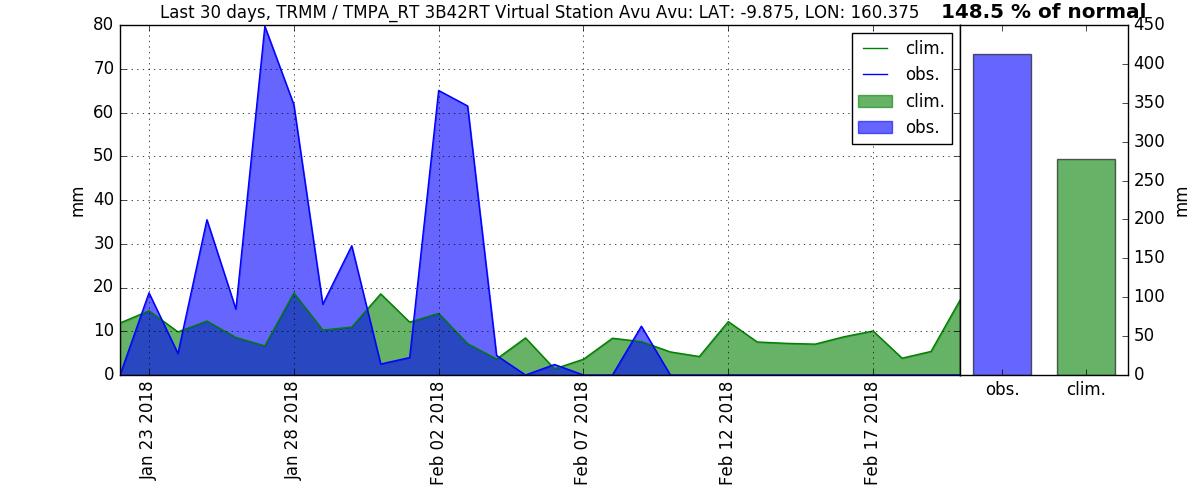 Last 30 days, TRMM / TMPA_RT 3B42RT Virtual Station Avu Avu: LAT: -9.875, LON: 160.375
148.5 % of normal
80
70
60
50
40
30
20
10
0
mm
clim.
obs.
clim.
obs.
Jan 23 2018
Jan 28 2018
Feb 02 2018
Feb 07 2018
Feb 12 2018
Feb 17 2018
450
400
350
300
250
200
150
100
50
0
mm
obs.
clim.